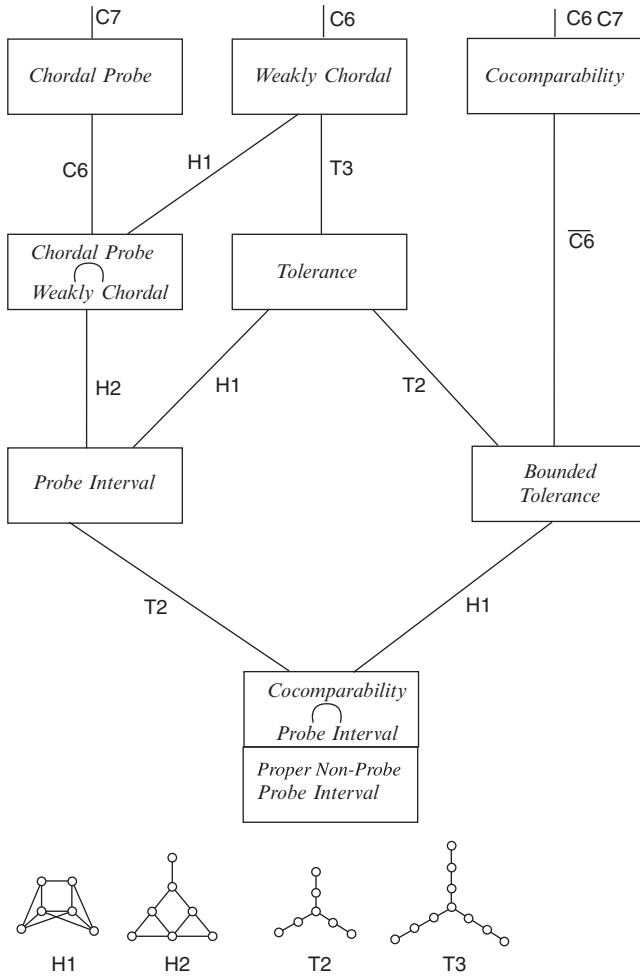 C7
C6
C6 C7
Chordal Probe
Weakly Chordal
Cocomparability
C6
H1
T3
C6
Chordal Probe
Weakly Chordal
Tolerance
H2
H1
T2
Probe Interval
Bounded
Tolerance
T2
H1
Cocomparability
Probe Interval
Proper Non-Probe
Probe Interval
H1
H2
T2
T3